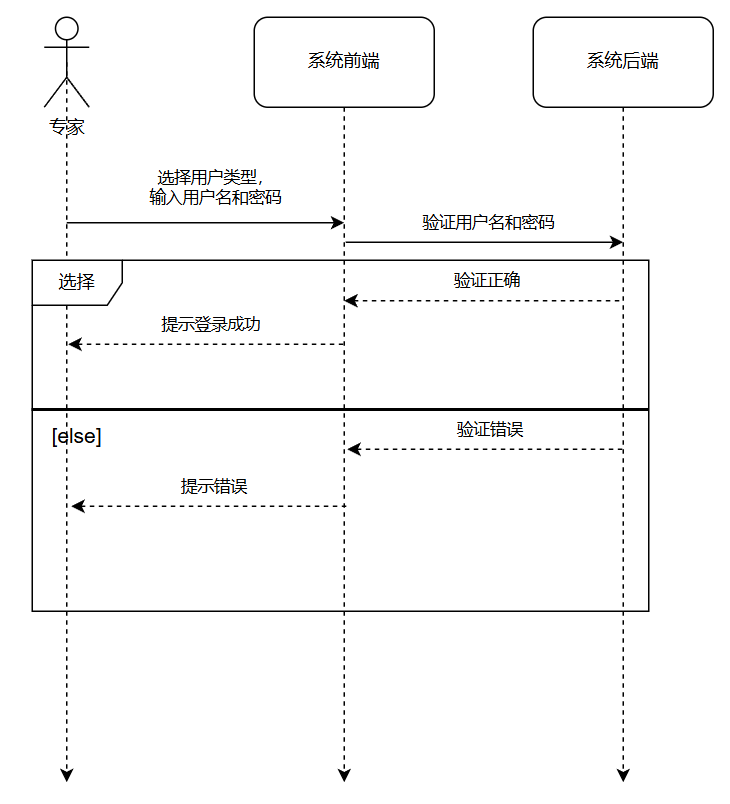 系统前端
系统后端
专家
选择用户类型，
输入用户名和密码
验证用户名和密码
选择
验证正确
提示登录成功
[else]
验证错误
提示错误